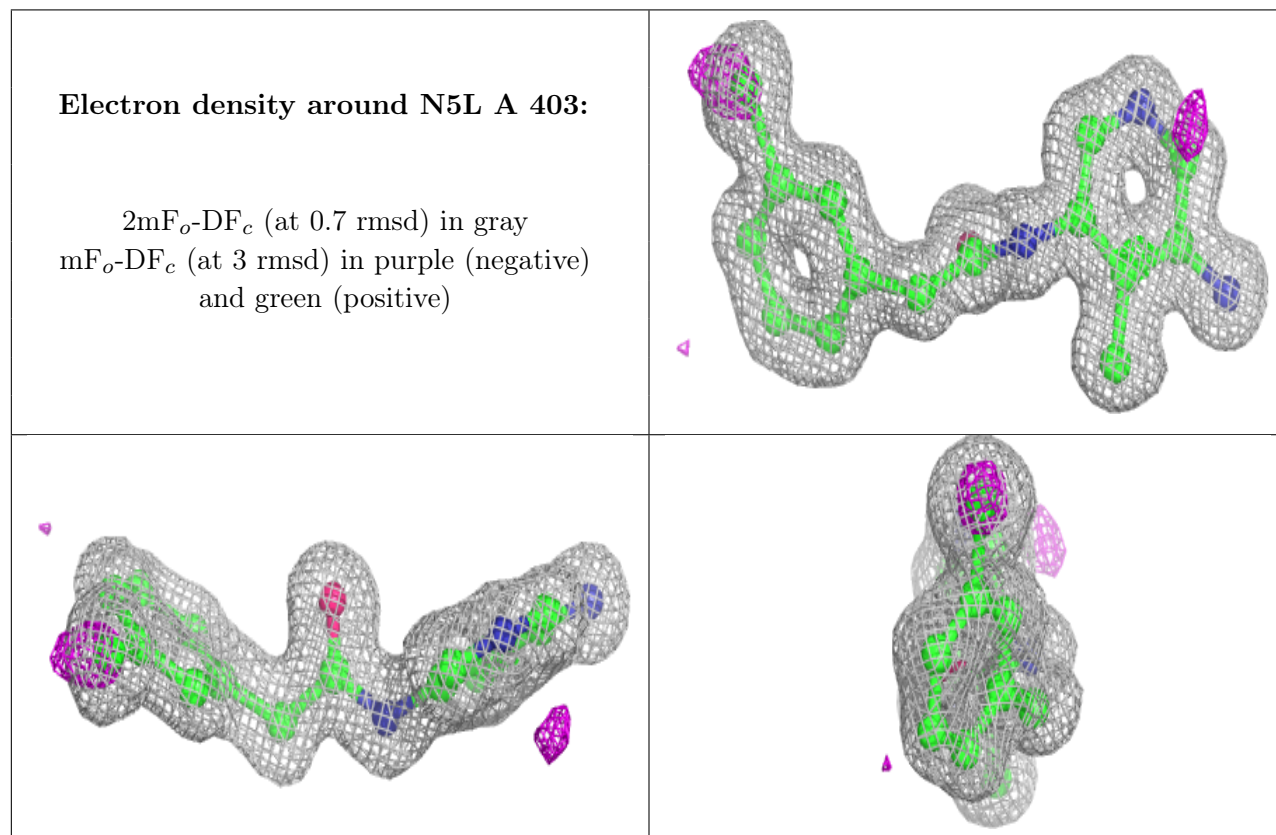 Electron density around N5L A 403:
2mFo-DFc (at 0.7 rmsd) in gray
mFo-DFc (at 3 rmsd) in purple (negative)
and green (positive)